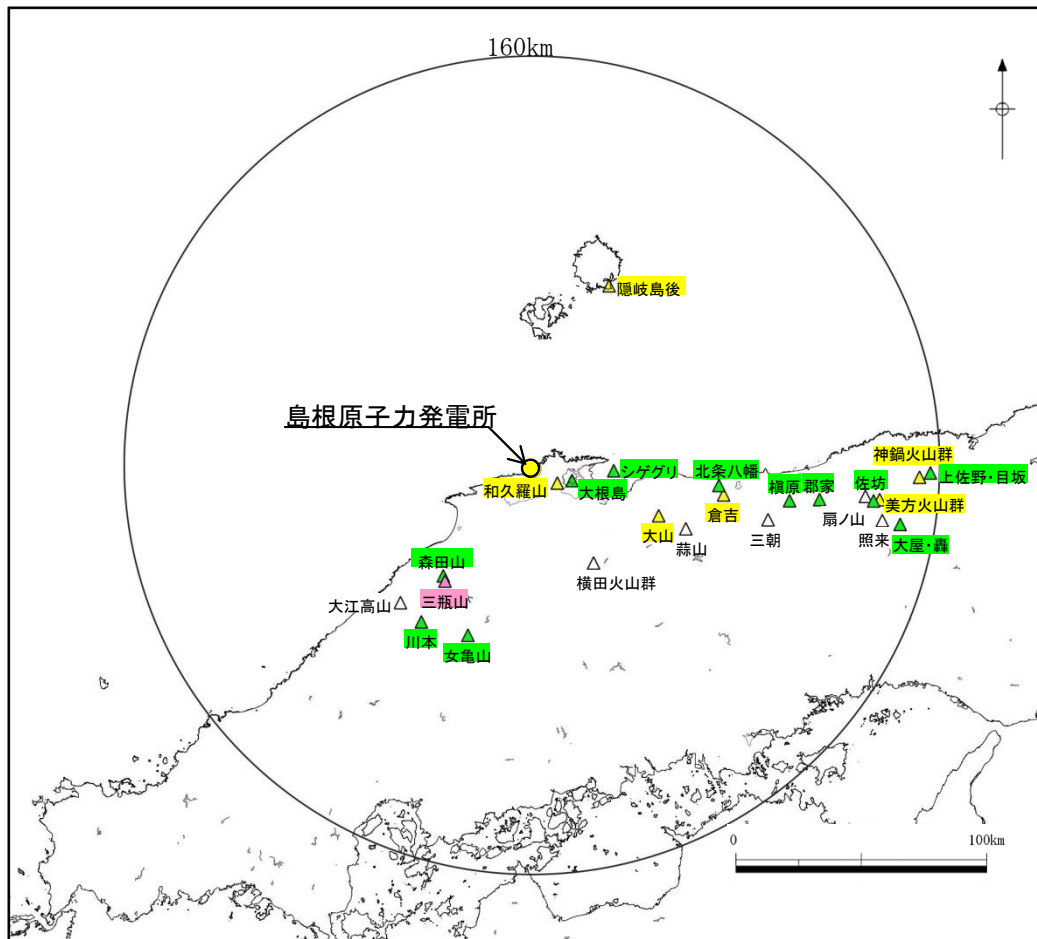 160km
隠岐島後
島根原子力発電所
神鍋火山群
シゲグリ
北条八幡
上佐野・目坂
和久羅山
大根島
槇原
郡家
佐坊
美方火山群
倉吉
扇ノ山
大山
蒜山
三朝
照来
大屋・轟
森田山
横田火山群
三瓶山
大江高山
川本
女亀山
0
100km